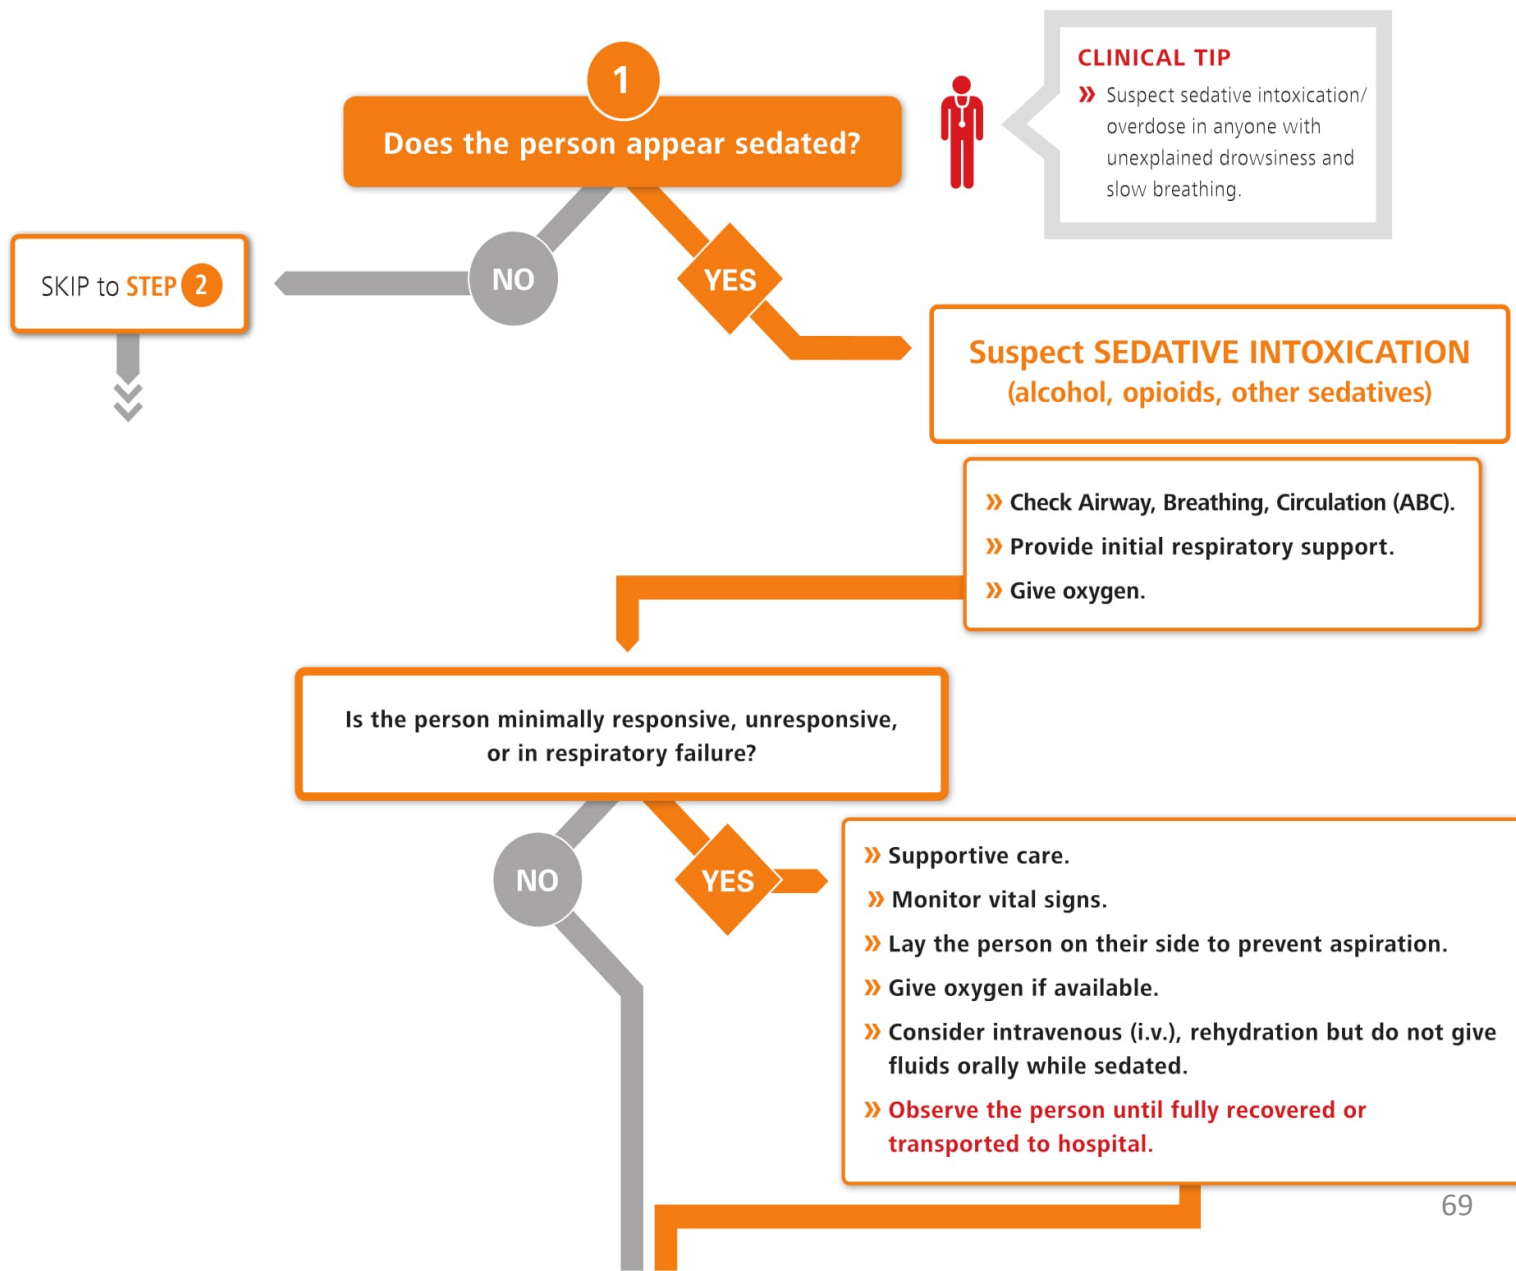 1
Does the person appear sedated?
CLINICAL TIP
» Suspect sedative intoxication/
overdose in anyone with
unexplained drowsiness and
slow breathing.
NO
YES
SKIP to STEP 2
Suspect SEDATIVE INTOXICATION
(alcohol, opioids, other sedatives)
» Check Airway, Breathing, Circulation (ABC).
» Provide initial respiratory support.
» Give oxygen.
Is the person minimally responsive, unresponsive,
or in respiratory failure?
NO
YES
» Supportive care.
» Monitor vital signs.
» Lay the person on their side to prevent aspiration.
» Give oxygen if available.
» Consider intravenous (i.v.), rehydration but do not give
fluids orally while sedated.
» Observe the person until fully recovered or
transported to hospital.
69